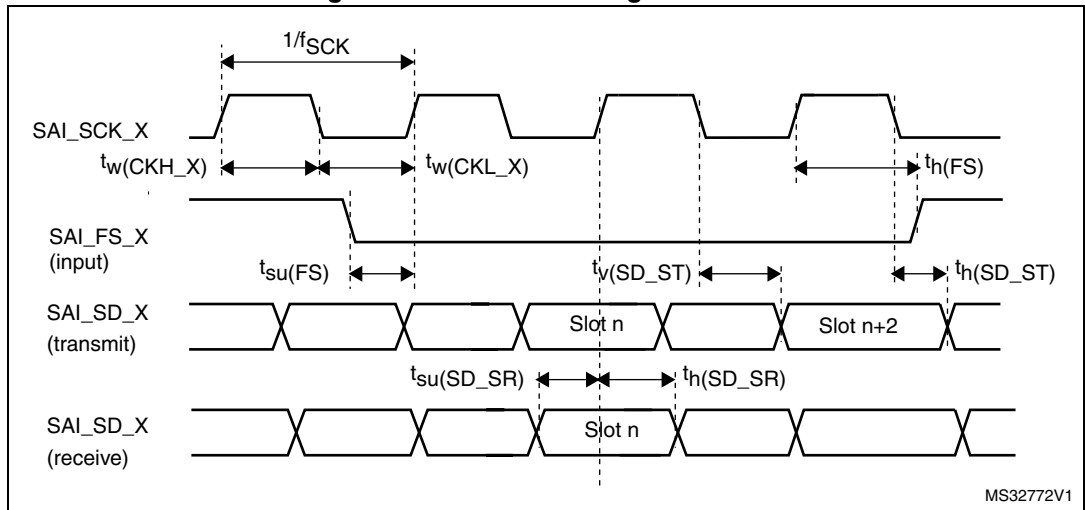 1/fSCK
SAI_SCK_X
tw(CKH_X)
tw(CKL_X)
th(FS)
SAI_FS_X
(input)
tsu(FS)
tv(SD_ST)
th(SD_ST)
SAI_SD_X
(transmit)
Slot n
Slot n+2
tsu(SD_SR)
th(SD_SR)
SAI_SD_X
(receive)
Slot n
MS32772V1